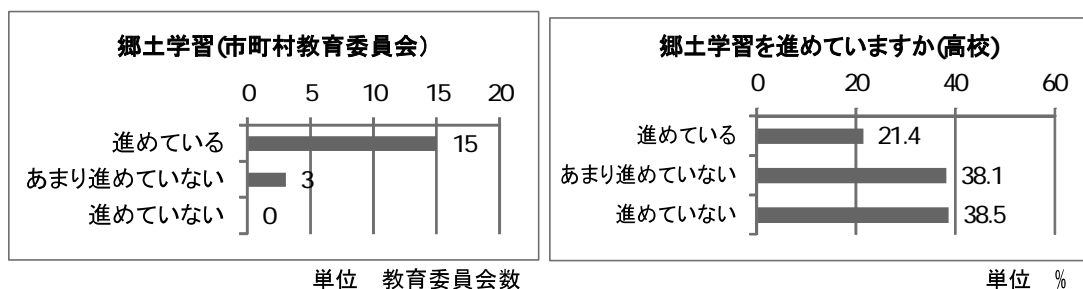 郷土学習(市町村教育委員会)
0 5 10 15 20
進めている 15
あまり進めていない 3
進めていない 0
単位 教育委員会数
郷土学習を進めていますか(高校)
0 20 40 60
進めている 21.4
あまり進めていない 38.1
進めていない 38.5
単位 %